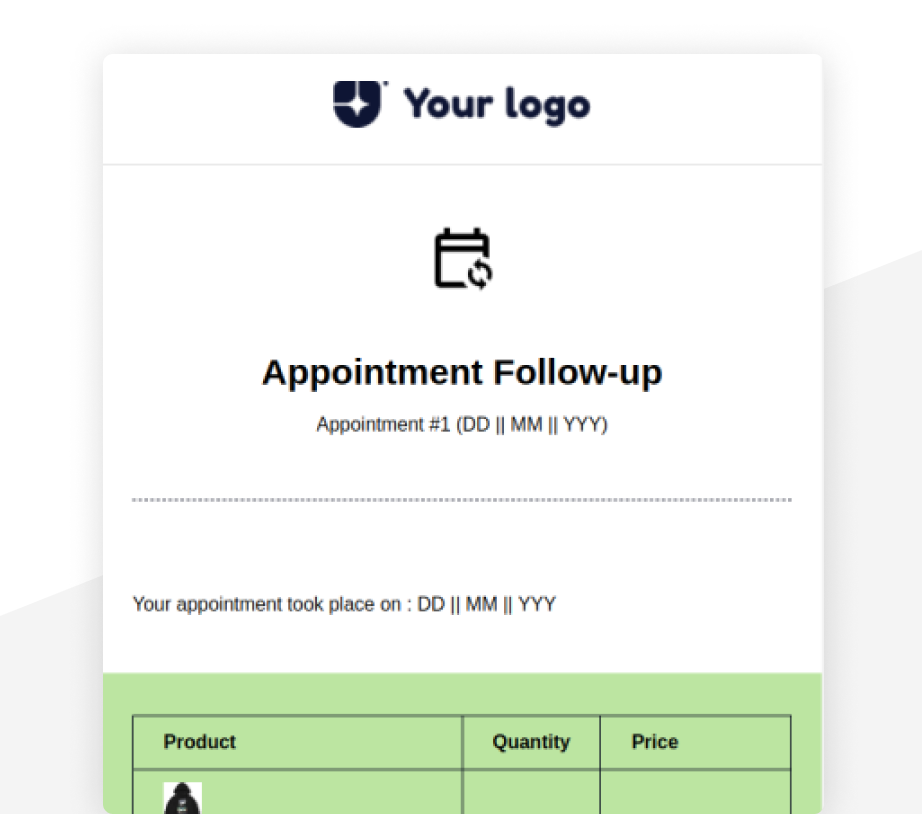 Your logo
Appointment Follow-up
Appointment #1 (DD || MM || YYY)
Your appointment took place on : DD || MM || YYY
Product Quantity Price